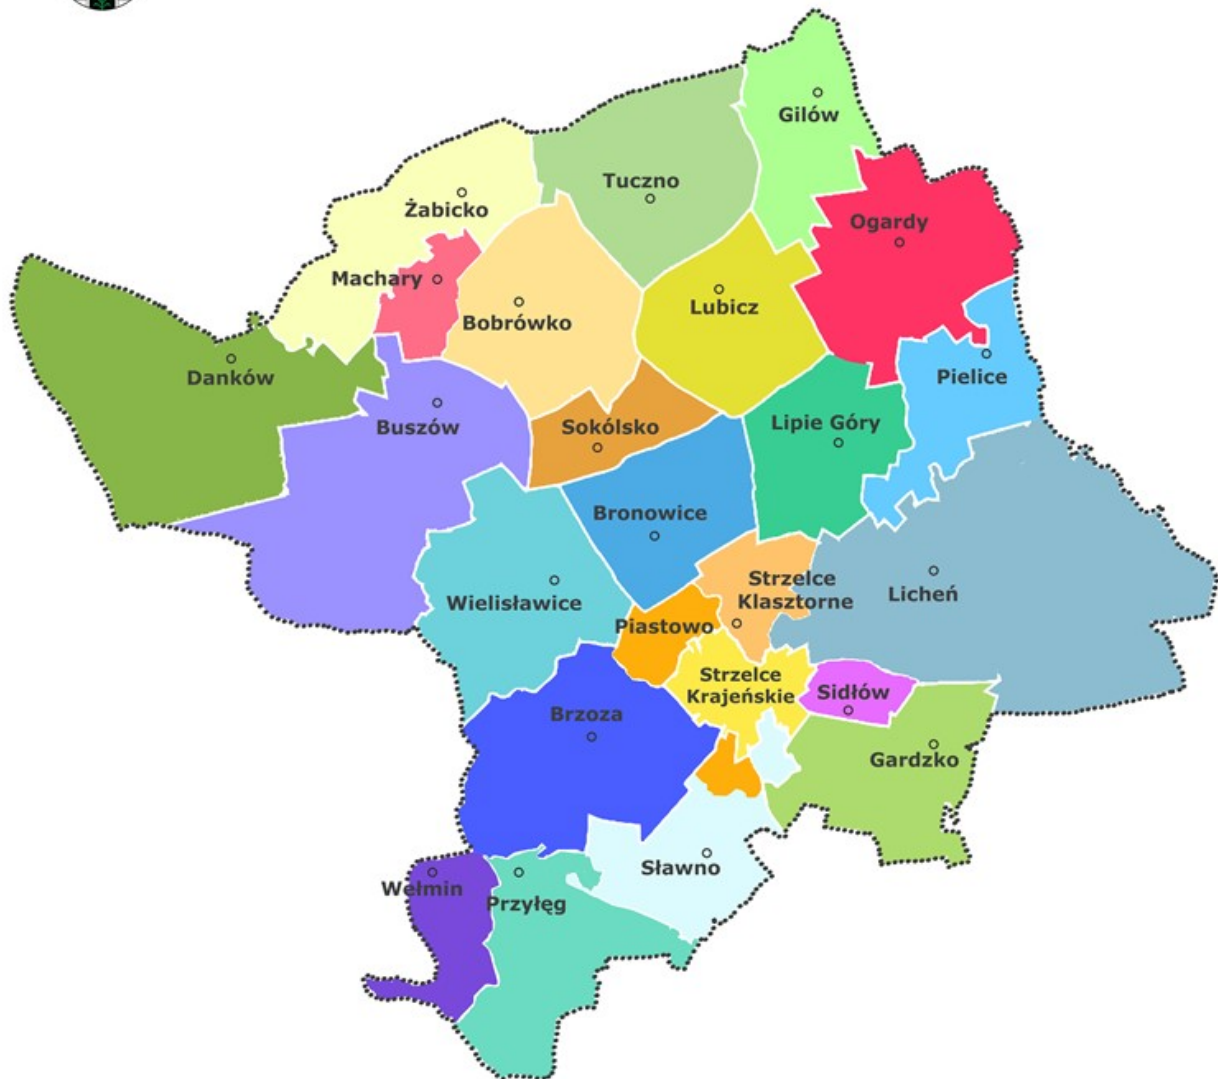 Gilów
Tuczno
Żabicko
Ogardy
Machary
Lubicz
Bobrówko
Danków
Pielice
Buszów
Sokólsko
Lipie Góry
Bronowice
Strzelce
Klasztorne
Licheń
Wielisławice
Piastowo
Strzelce
Krajeńskie
Sidłów
Brzoza
Gardzko
Sławno
Wełmin
Przyłęg